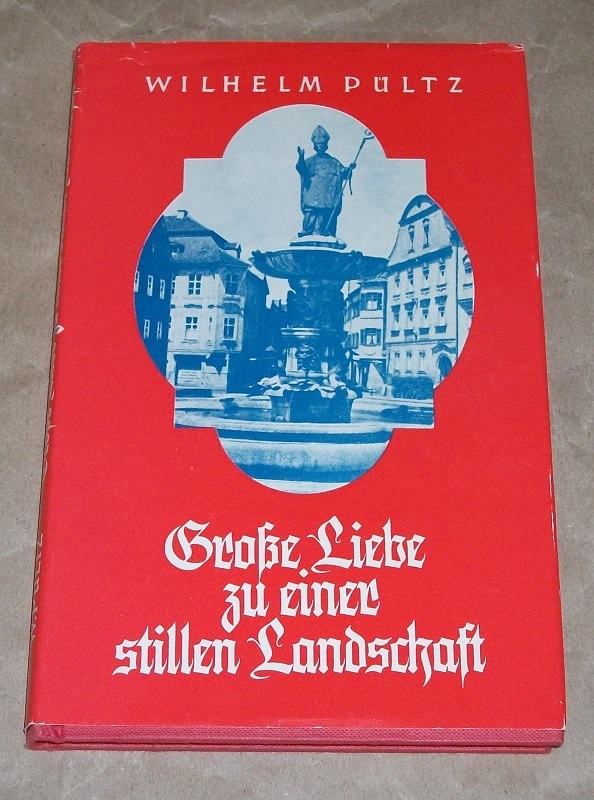 WILHELM PÜLTZ
Große Liebe
zu einer
stillen Landschaft